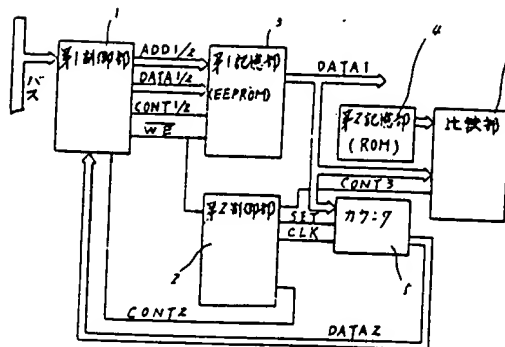 1
3
4
バス
第1制御部
ADD1/2
DATA1/2
CONT1/2
WE
第1記憶部
(EEPROM)
DATA1
第2記憶部
(ROM)
比較部
CONT3
第2制御部
SET
CLK
カウンタ
2
5
CONT2
DATA2